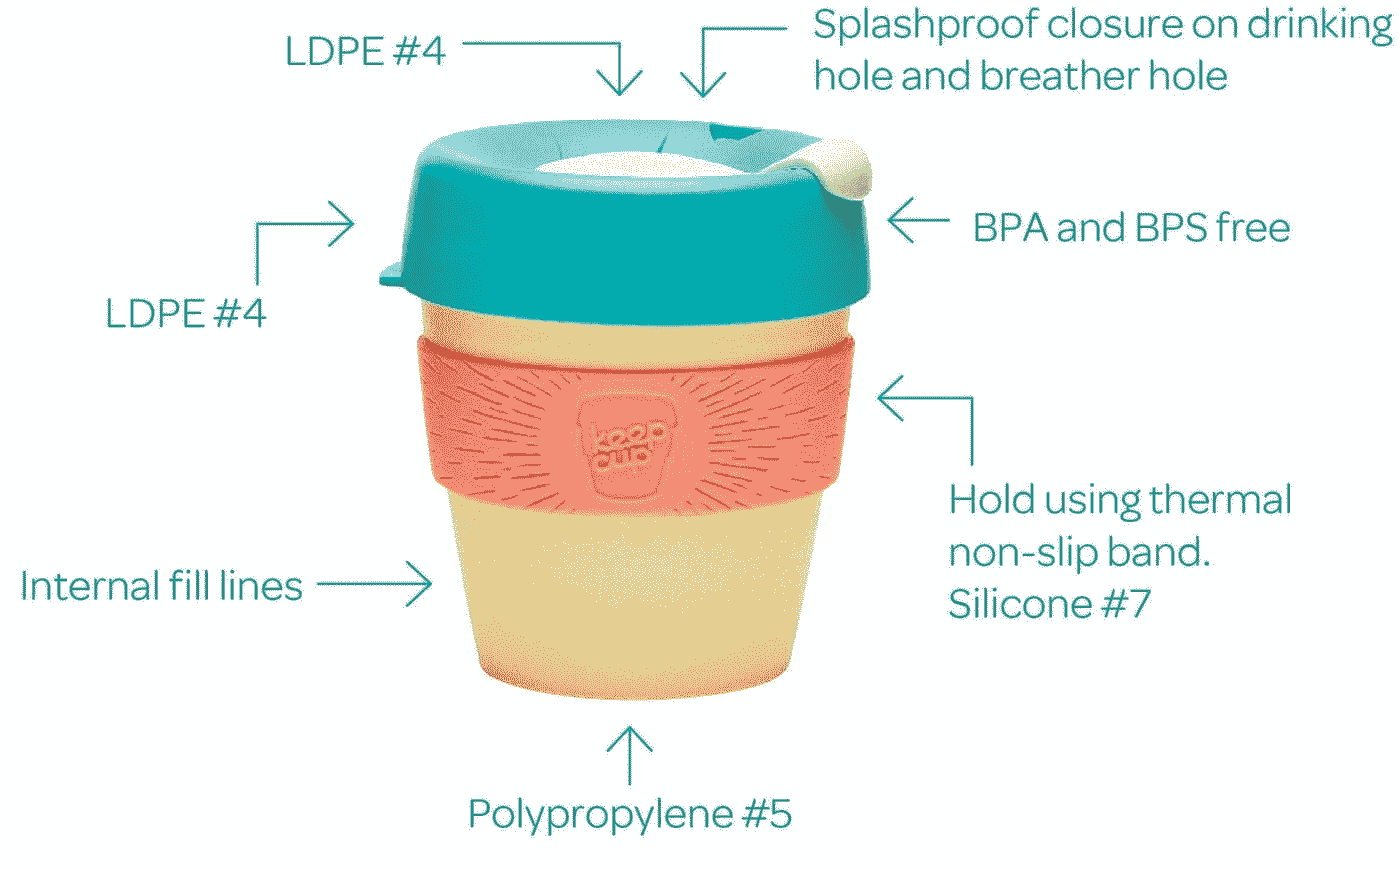 LDPE #4
Splashproof closure on drinking
hole and breather hole
LDPE #4
BPA and BPS free
keep
cup
Hold using thermal
non-slip band.
Silicone #7
Internal fill lines
Polypropylene #5